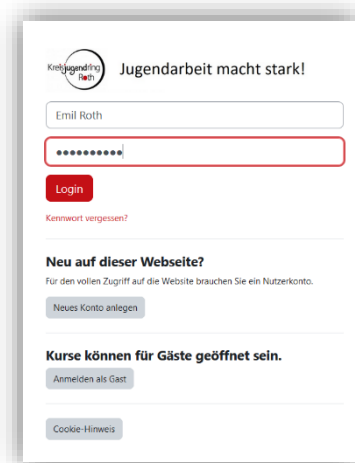 Kreisjugendring
Roth
Jugendarbeit macht stark!
Emil Roth
••••••••••
Login
Kennwort vergessen?
Neu auf dieser Webseite?
Für den vollen Zugriff auf die Website brauchen Sie ein Nutzerkonto.
Neues Konto anlegen
Kurse können für Gäste geöffnet sein.
Anmelden als Gast
Cookie-Hinweis